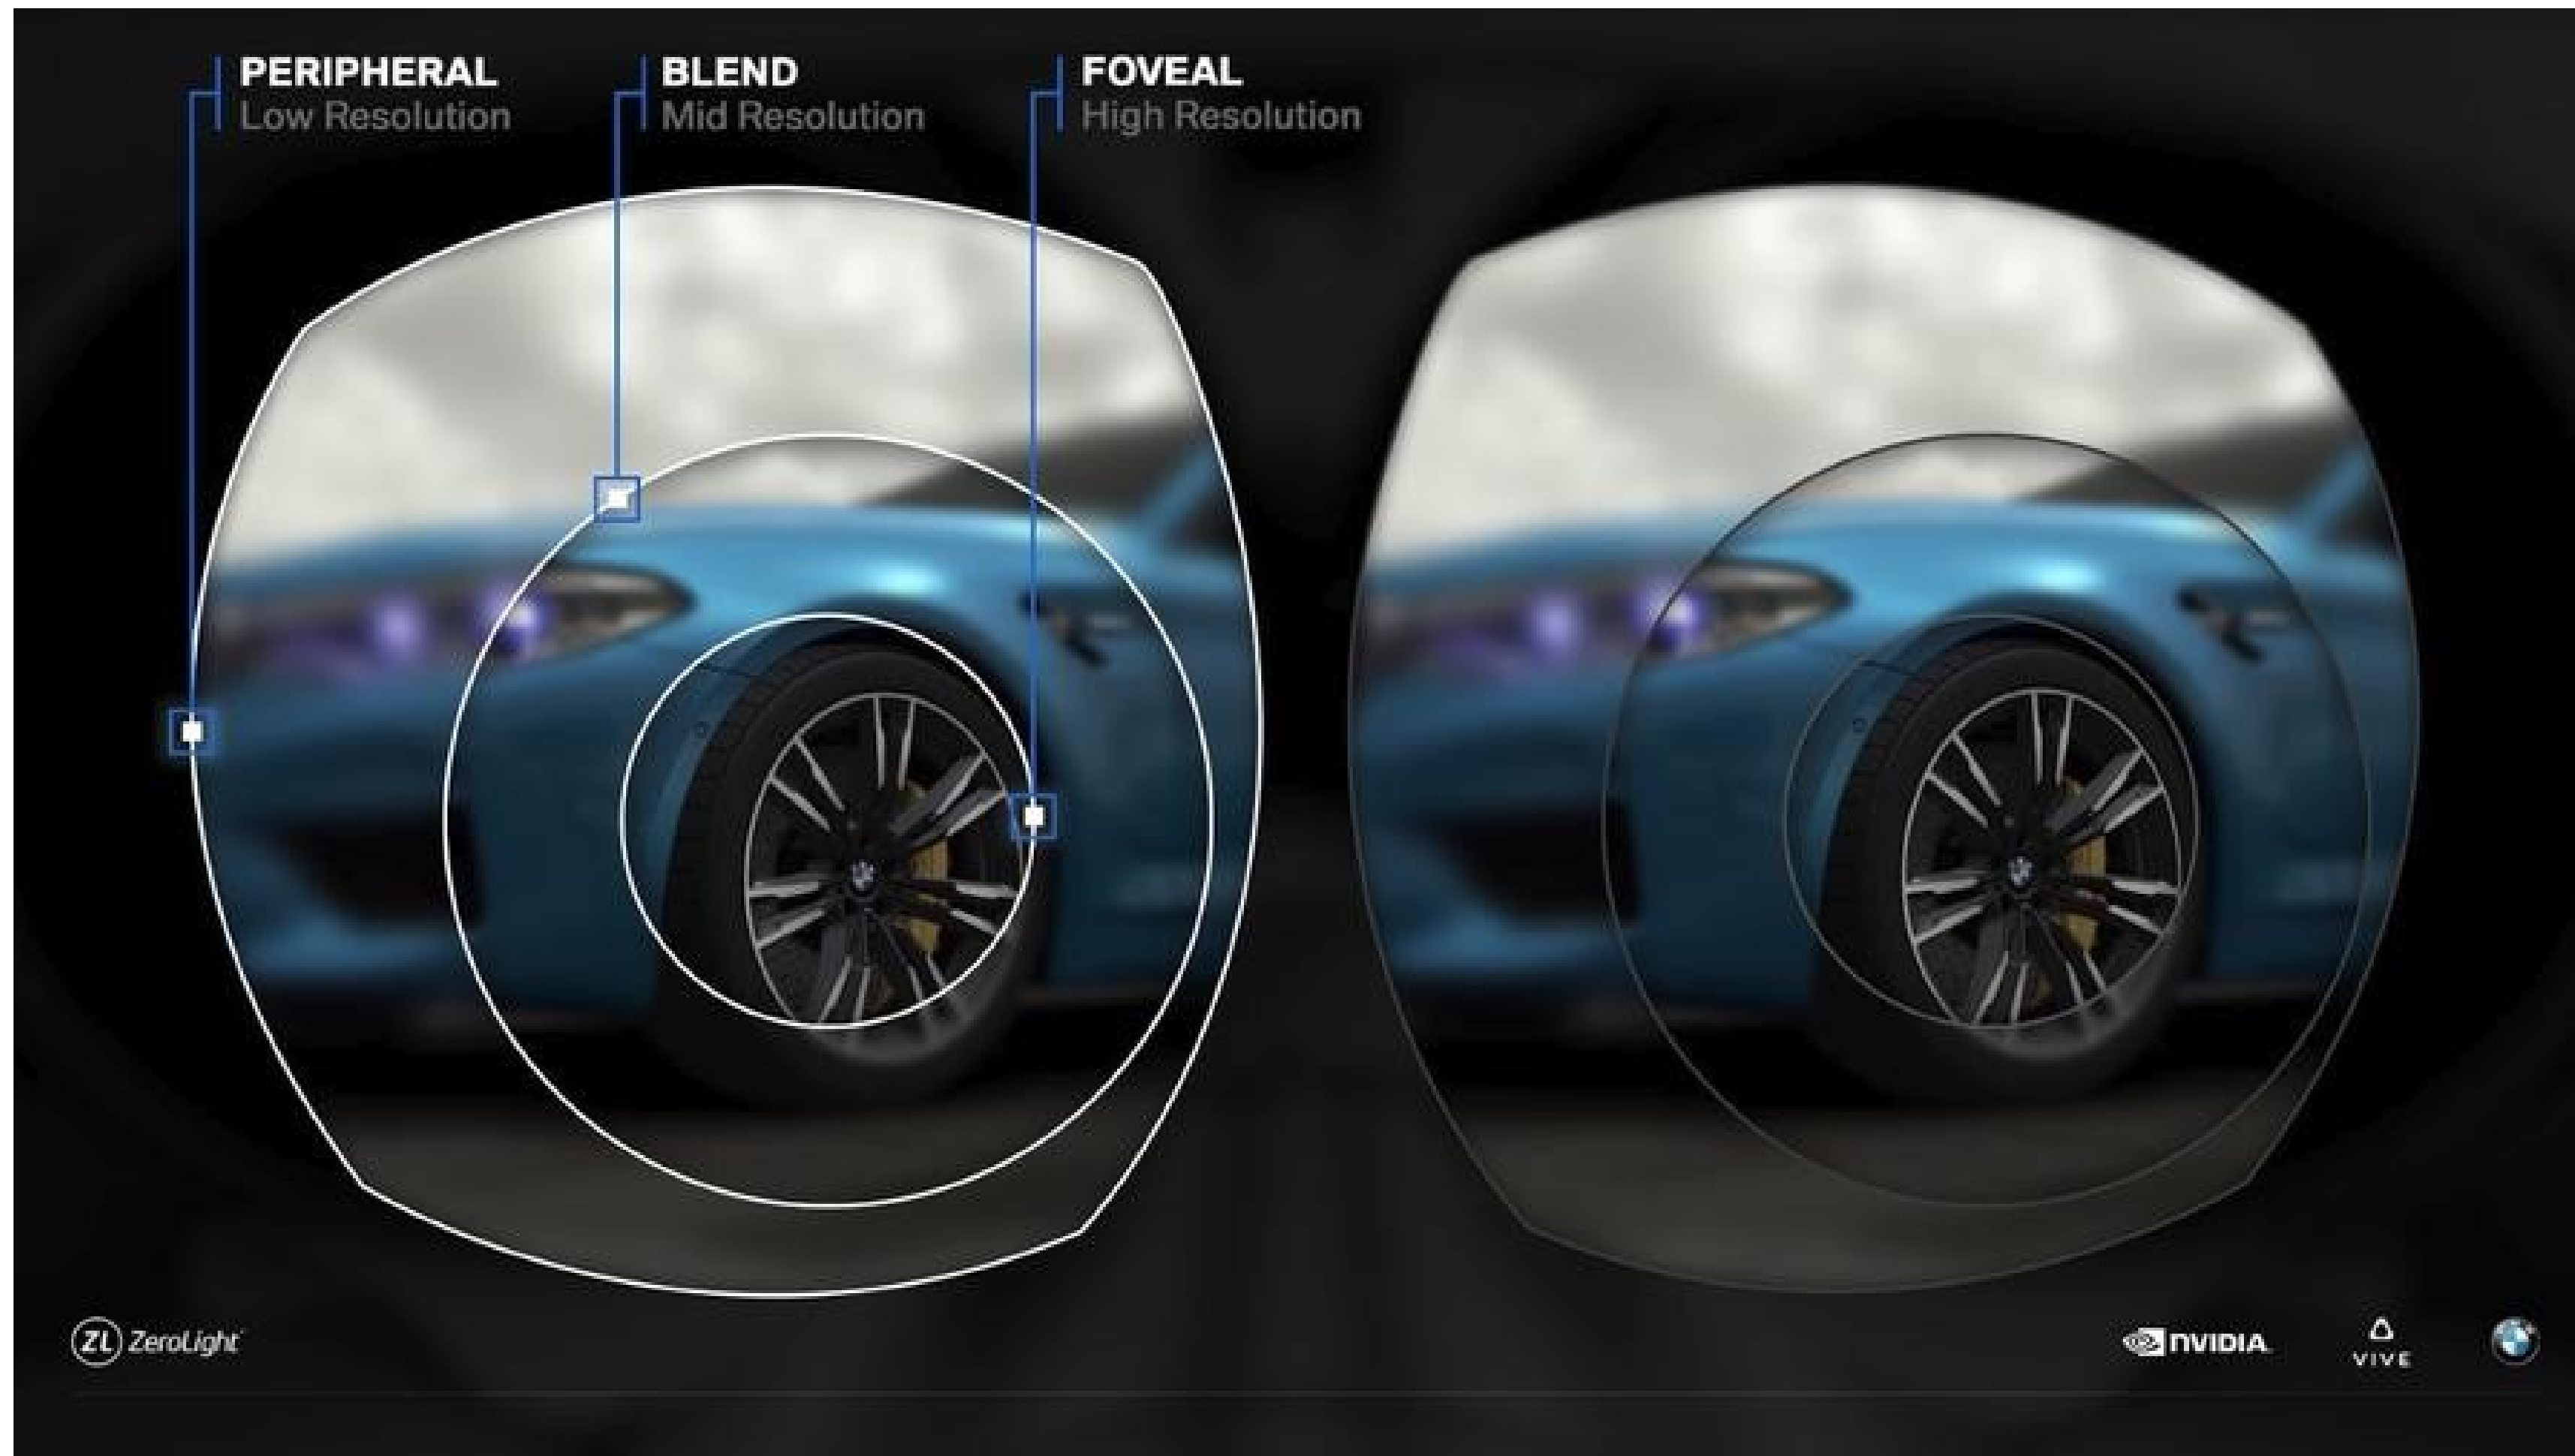 PERIPHERAL
Low Resolution
BLEND
Mid Resolution
FOVEAL
High Resolution
ZL ZeroLight
NVIDIA
VIVE